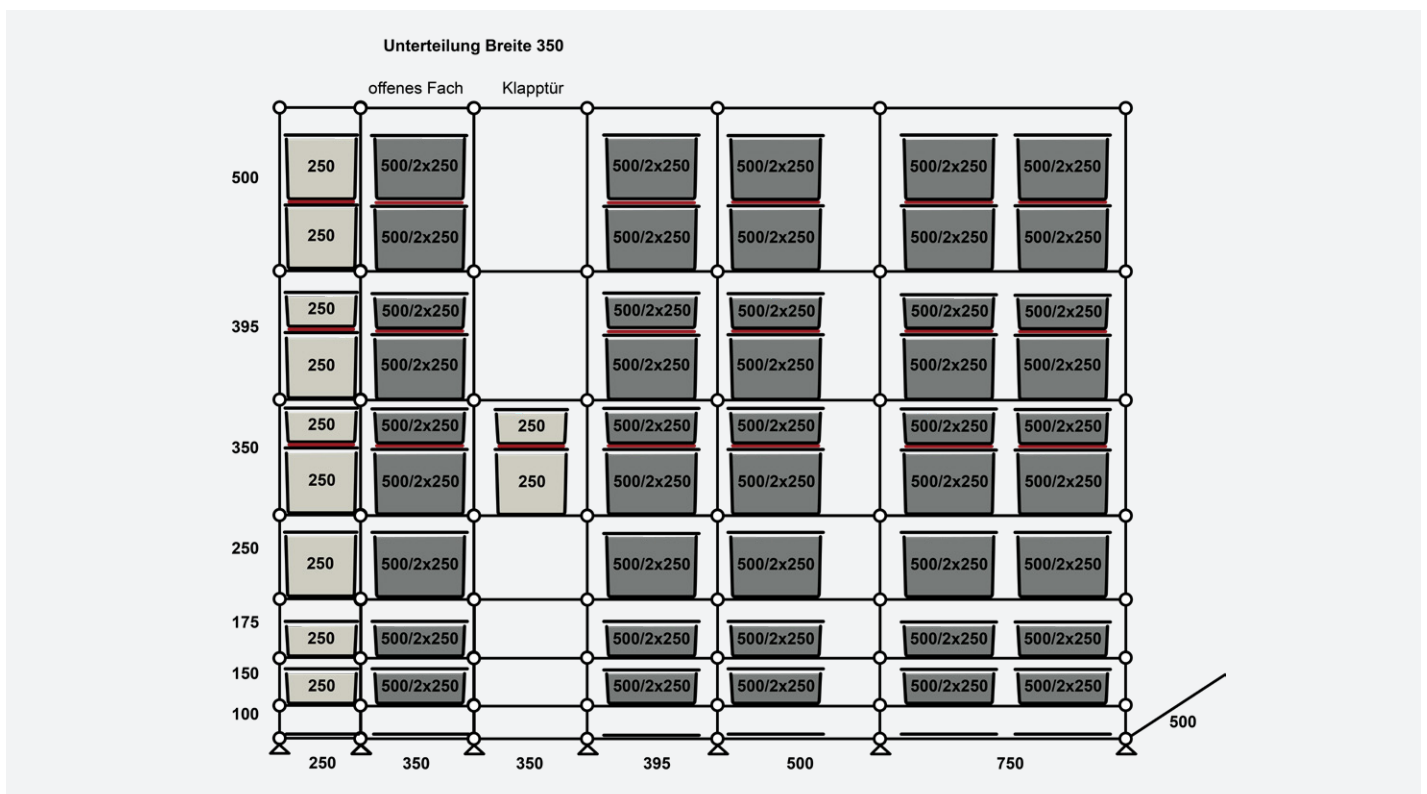 Unterteilung Breite 350
offenes Fach Klapptür
500 250 500/2x250 500/2x250 500/2x250 500/2x250 500/2x250
250 500/2x250 500/2x250 500/2x250 500/2x250 500/2x250
395 250 500/2x250 500/2x250 500/2x250 500/2x250 500/2x250
250 500/2x250 500/2x250 500/2x250 500/2x250 500/2x250
350 250 500/2x250 250 500/2x250 500/2x250 500/2x250 500/2x250
250 500/2x250 250 500/2x250 500/2x250 500/2x250 500/2x250
250 250 500/2x250 500/2x250 500/2x250 500/2x250 500/2x250
175 250 500/2x250 500/2x250 500/2x250 500/2x250 500/2x250
150 250 500/2x250 500/2x250 500/2x250 500/2x250 500/2x250
100 500
250 350 350 395 500 750